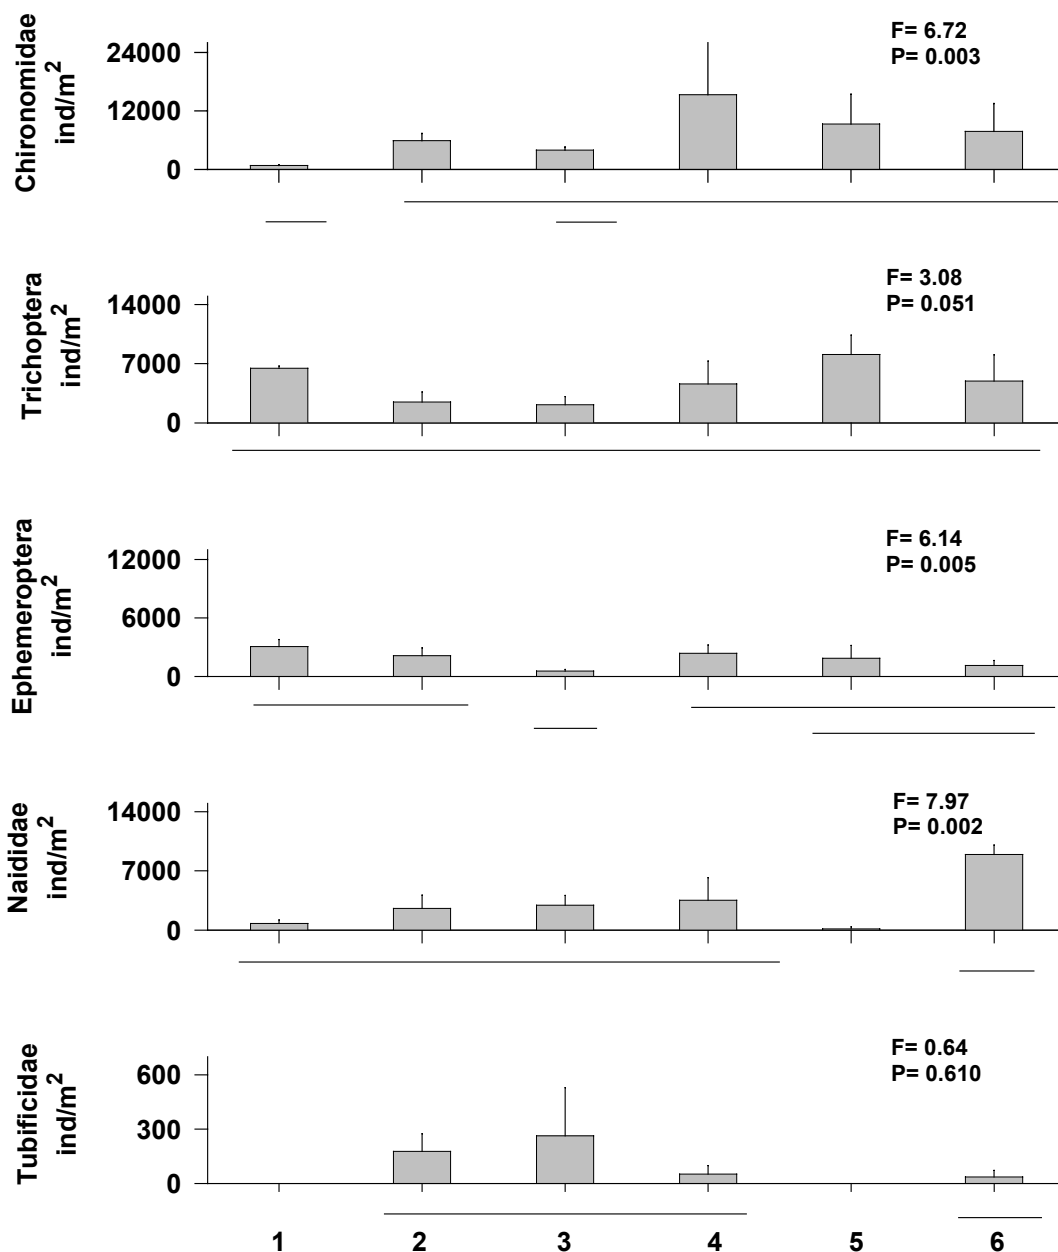 Chironomidae
ind/m²
24000
12000
0
F= 6.72
P= 0.003
Trichoptera
ind/m²
14000
7000
0
F= 3.08
P= 0.051
Ephemeroptera
ind/m²
12000
6000
0
F= 6.14
P= 0.005
Naididae
ind/m²
14000
7000
0
F= 7.97
P= 0.002
Tubificidae
ind/m²
600
300
0
F= 0.64
P= 0.610
1 2 3 4 5 6